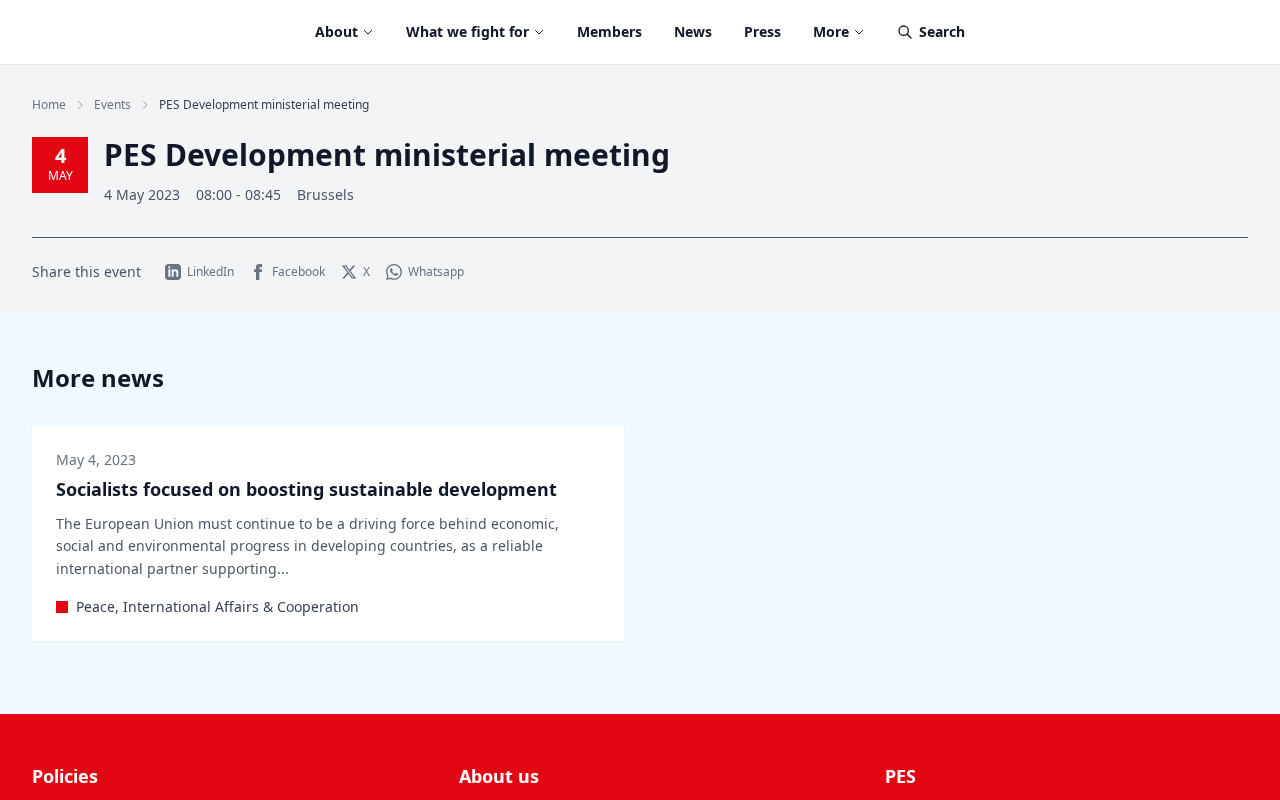 About
What we fight for
Members
News
Press
More
Search
Home
Events
PES Development ministerial meeting
4
MAY
PES Development ministerial meeting
4 May 2023 08:00 - 08:45 Brussels
Share this event
LinkedIn
Facebook
X
Whatsapp
More news
May 4, 2023
Socialists focused on boosting sustainable development
The European Union must continue to be a driving force behind economic,
social and environmental progress in developing countries, as a reliable
international partner supporting...
Peace, International Affairs & Cooperation
Policies
About us
PES